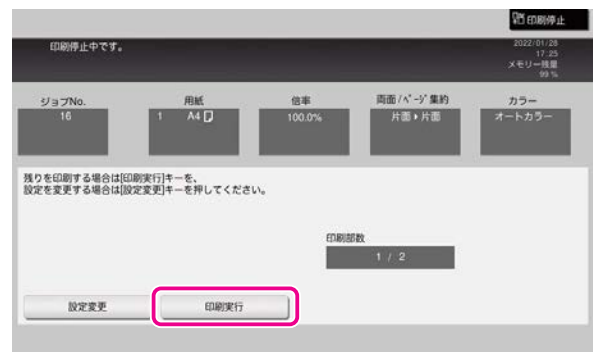 印刷停止
印刷停止中です。
2022/01/28
17:25
メモリー残量
99 %
ジョブNo.
16
用紙
1 A4
倍率
100.0%
両面/ページ集約
片面▶片面
カラー
オートカラー
残りを印刷する場合は[印刷実行]キーを、
設定を変更する場合は[設定変更]キーを押してください。
印刷部数
1 / 2
設定変更
印刷実行